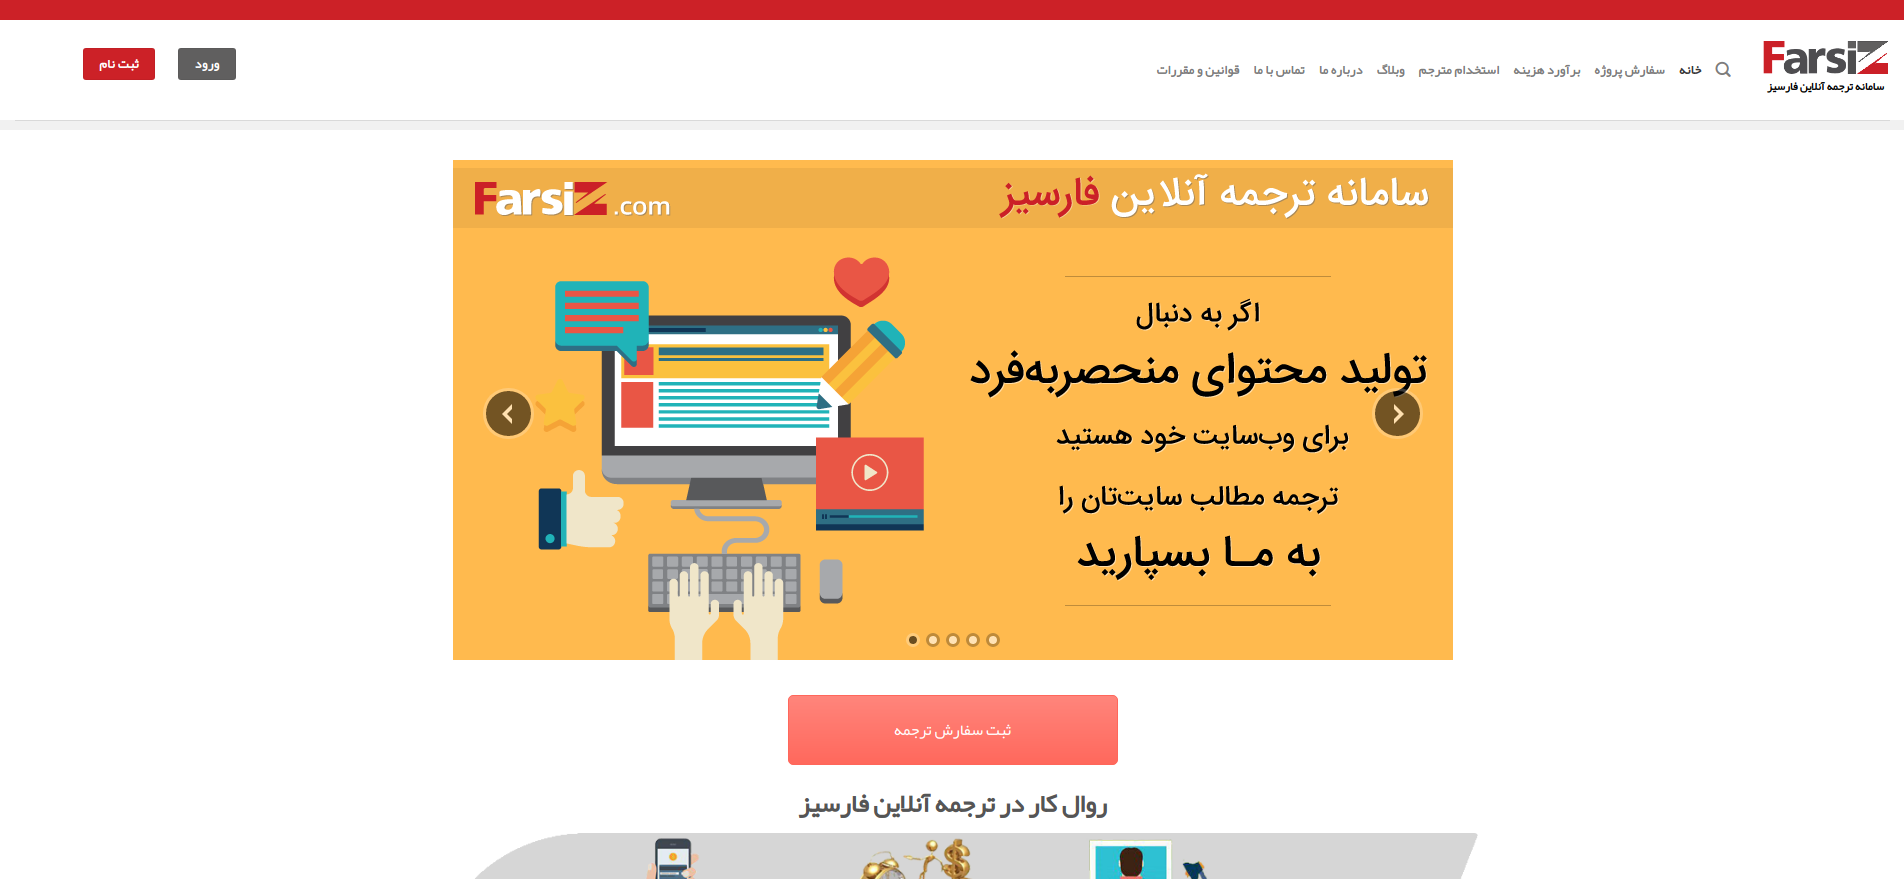 FarsiZ
سامانه ترجمه آنلاین فارسیز
خانه
سفارش پروژه
برآورد هزینه
استخدام مترجم
وبلاگ
درباره ما
تماس با ما
قوانین و مقررات
ورود
ثبت نام
سامانه ترجمه آنلاین فارسیز
FarsiZ.com
اگر به دنبال
تولید محتوای منحصربه‌فرد
برای وب‌سایت خود هستید
ترجمه مطالب سایت‌تان را
به مـا بسپارید
ثبت سفارش ترجمه
روال کار در ترجمه آنلاین فارسیز